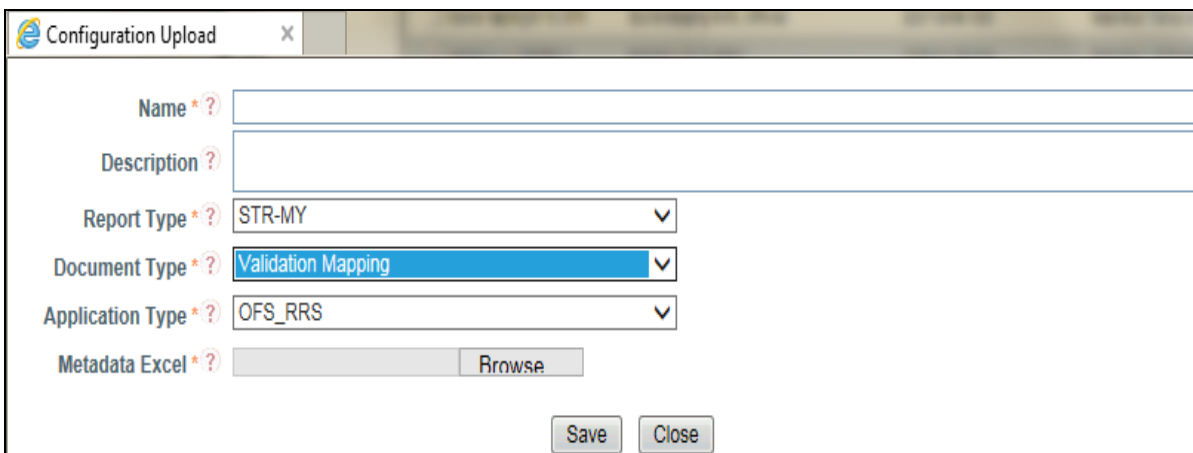 Configuration Upload ×
Name * ?
Description ?
Report Type * ? STR-MY
Document Type * ? Validation Mapping
Application Type * ? OFS_RRS
Metadata Excel * ? Browse
Save Close